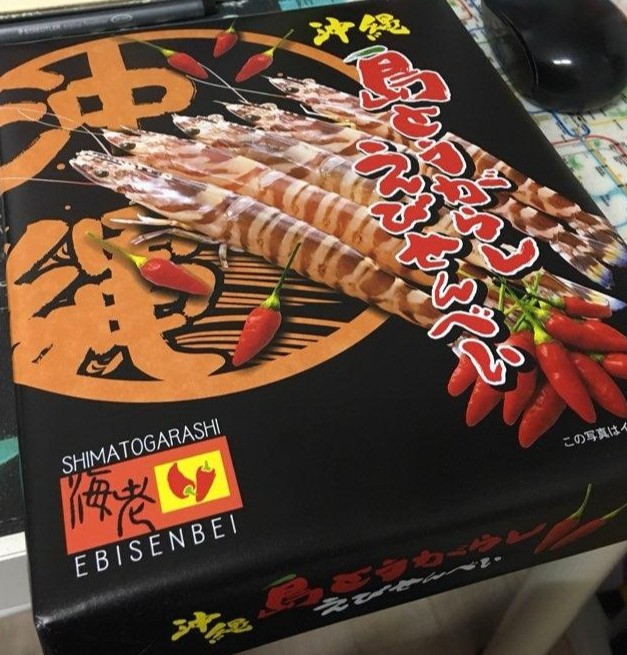 STAEDTLER
沖縄
沖縄
島とうがらし
えびせんべい
この写真はイ
SHIMATOGARASHI
海老
EBISENBEI
沖縄
島とうがらし
えびせんべい